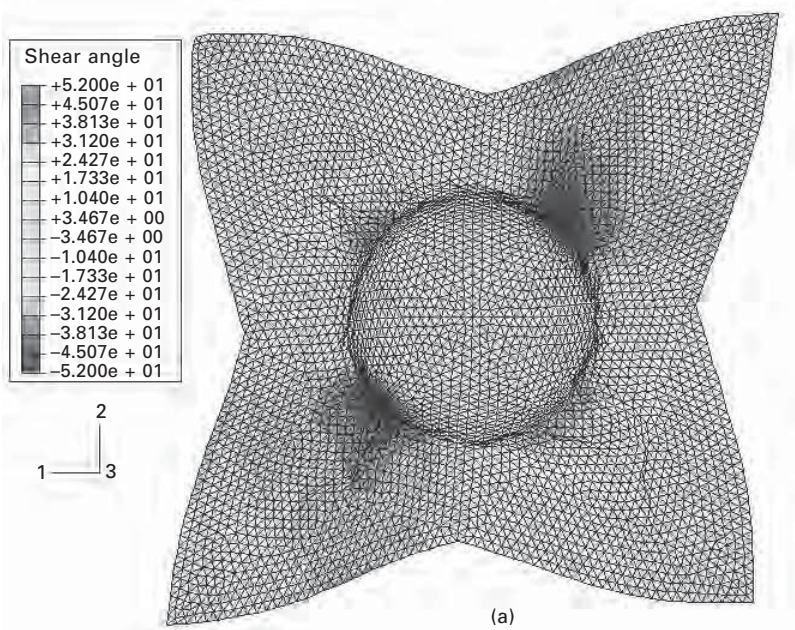 Shear angle
+5.200e + 01
+4.507e + 01
+3.813e + 01
+3.120e + 01
+2.427e + 01
+1.733e + 01
+1.040e + 01
+3.467e + 00
−3.467e + 00
−1.040e + 01
−1.733e + 01
−2.427e + 01
−3.120e + 01
−3.813e + 01
−4.507e + 01
−5.200e + 01
2
1 3
(a)